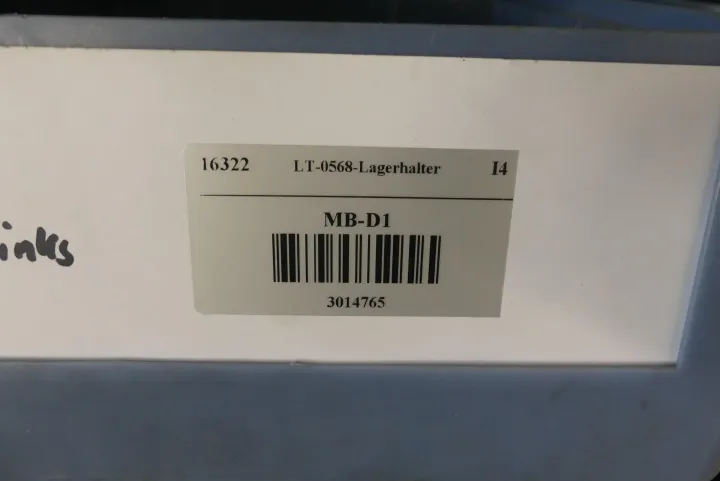 16322 LT-0568-Lagerhalter I4
MB-D1
3014765
inks